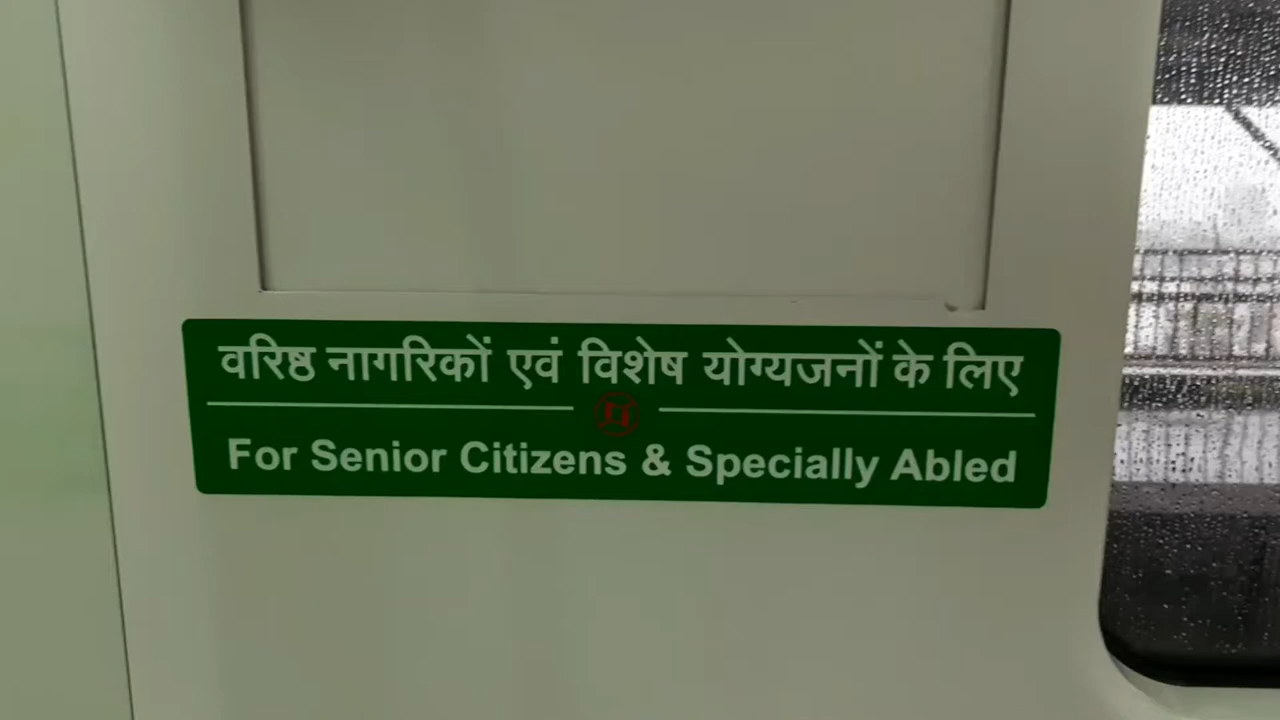 वरिष्ठ नागरिकों एवं विशेष योग्यजनों के लिए
For Senior Citizens & Specially Abled